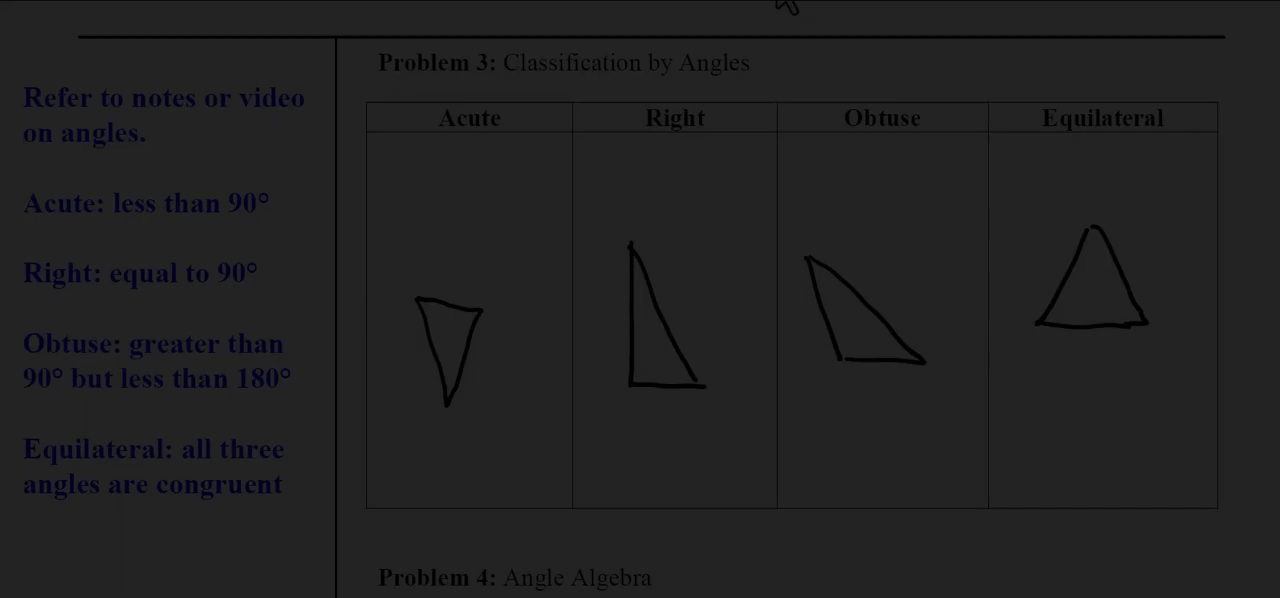 Refer to notes or video
on angles.
Acute: less than 90°
Right: equal to 90°
Obtuse: greater than
90° but less than 180°
Equilateral: all three
angles are congruent
Problem 3: Classification by Angles
Acute Right Obtuse Equilateral
Problem 4: Angle Algebra